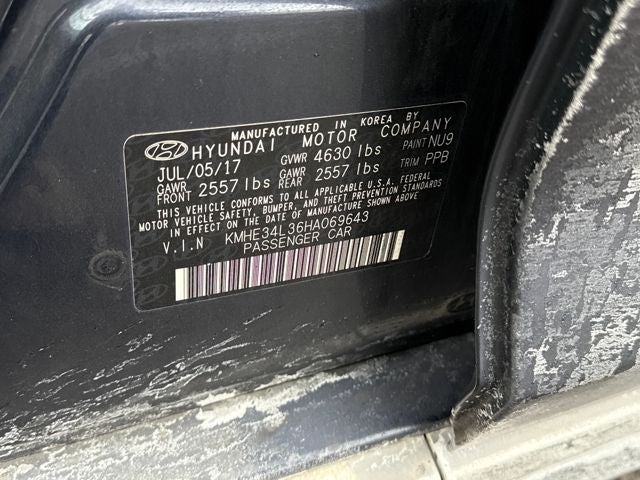 MANUFACTURED IN KOREA BY
HYUNDAI MOTOR COMPANY
JUL/05/17 GVWR 4630 lbs PAINT NU9
GAWR FRONT 2557 lbs GAWR REAR 2557 lbs TRIM PPB
THIS VEHICLE CONFORMS TO ALL APPLICABLE U.S.A. FEDERAL
MOTOR VEHICLE SAFETY, BUMPER, AND THEFT PREVENTION STANDARDS
IN EFFECT ON THE DATE OF MANUFACTURE SHOWN ABOVE.
V.I.N KMHE34L36HA069643
PASSENGER CAR